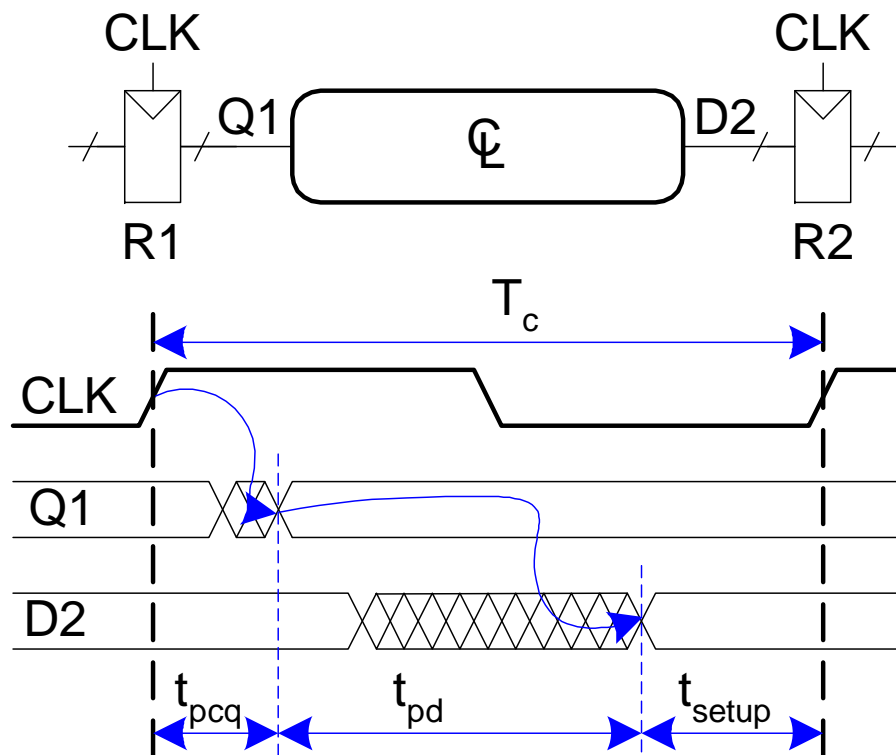 CLK CLK
Q1 CL D2
R1 R2
Tc
CLK
Q1
D2
tpcq tpd tsetup